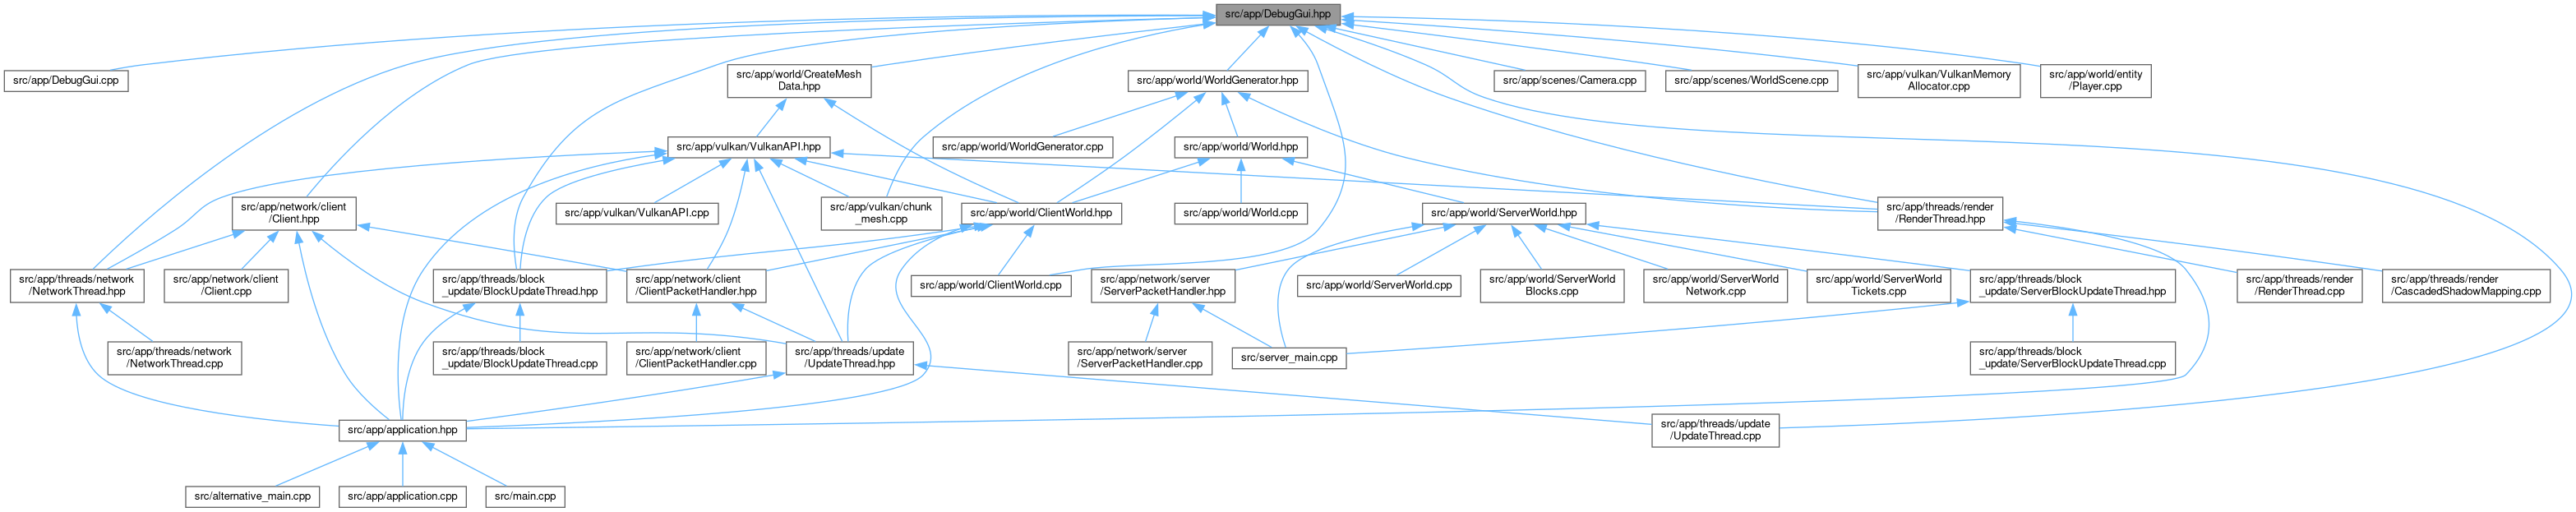 src/app/DebugGui.hpp
src/app/DebugGui.cpp
src/app/world/CreateMesh
Data.hpp
src/app/world/WorldGenerator.hpp
src/app/scenes/Camera.cpp
src/app/scenes/WorldScene.cpp
src/app/vulkan/VulkanMemory
Allocator.cpp
src/app/world/entity
/Player.cpp
src/app/vulkan/VulkanAPI.hpp
src/app/world/WorldGenerator.cpp
src/app/world/World.hpp
src/app/network/client
/Client.hpp
src/app/vulkan/VulkanAPI.cpp
src/app/vulkan/chunk
_mesh.cpp
src/app/world/ClientWorld.hpp
src/app/world/World.cpp
src/app/world/ServerWorld.hpp
src/app/threads/render
/RenderThread.hpp
src/app/threads/network
/NetworkThread.hpp
src/app/network/client
/Client.cpp
src/app/threads/block
_update/BlockUpdateThread.hpp
src/app/network/client
/ClientPacketHandler.hpp
src/app/world/ClientWorld.cpp
src/app/network/server
/ServerPacketHandler.hpp
src/app/world/ServerWorld.cpp
src/app/world/ServerWorld
Blocks.cpp
src/app/world/ServerWorld
Network.cpp
src/app/world/ServerWorld
Tickets.cpp
src/app/threads/block
_update/ServerBlockUpdateThread.hpp
src/app/threads/render
/RenderThread.cpp
src/app/threads/render
/CascadedShadowMapping.cpp
src/app/threads/network
/NetworkThread.cpp
src/app/threads/block
_update/BlockUpdateThread.cpp
src/app/network/client
/ClientPacketHandler.cpp
src/app/threads/update
/UpdateThread.hpp
src/app/network/server
/ServerPacketHandler.cpp
src/server_main.cpp
src/app/threads/block
_update/ServerBlockUpdateThread.cpp
src/app/application.hpp
src/app/threads/update
/UpdateThread.cpp
src/alternative_main.cpp
src/app/application.cpp
src/main.cpp